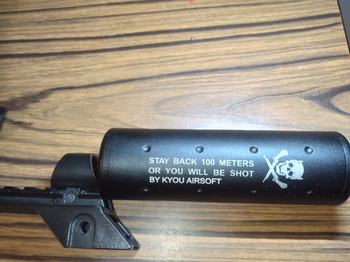 STAY BACK 100 METERS
OR YOU WILL BE SHOT
BY KYOU AIRSOFT